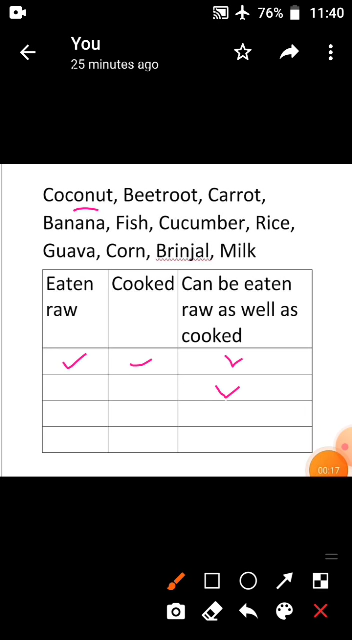 76% 11:40
You
25 minutes ago
Coconut, Beetroot, Carrot,
Banana, Fish, Cucumber, Rice,
Guava, Corn, Brinjal, Milk
Eaten raw
Cooked
Can be eaten raw as well as cooked
00:17